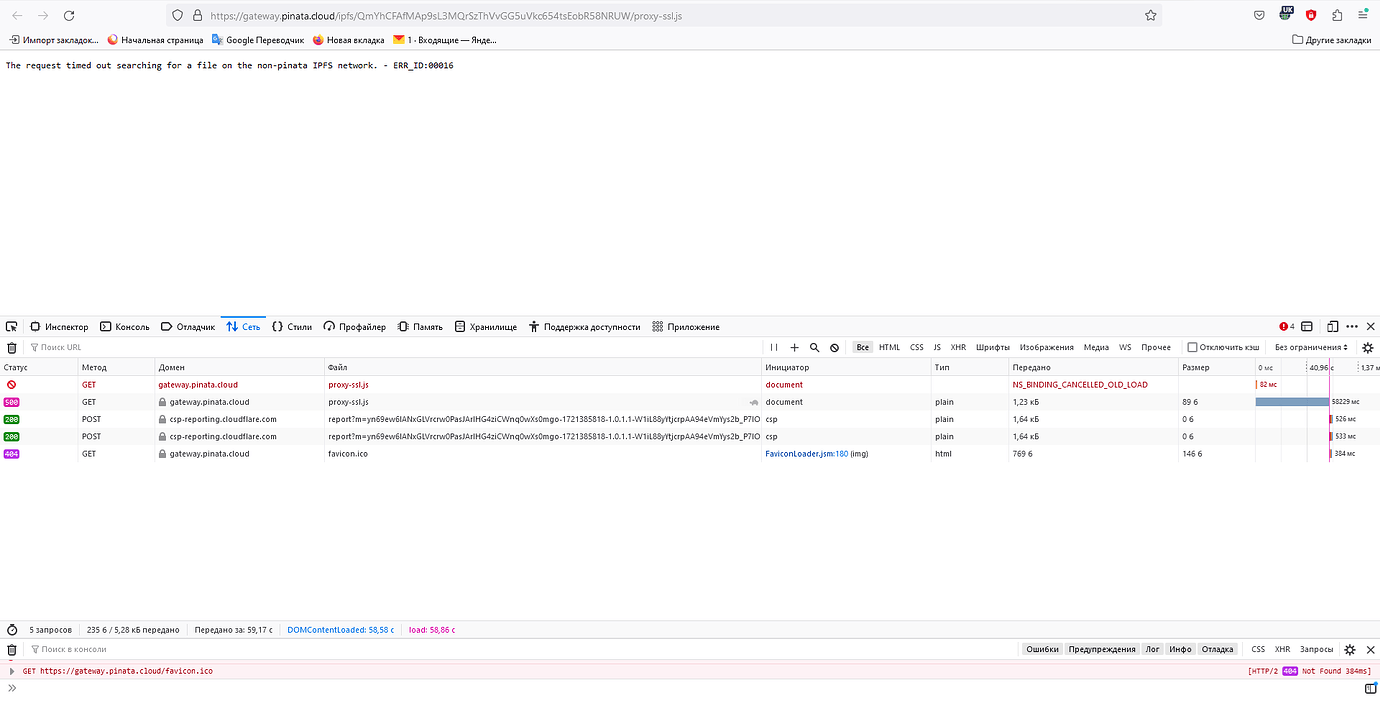 https://gateway.pinata.cloud/ipfs/QmYhCFAfMAp9sL3MQrSzThVvGG5uVkc654tsEobR58NRUW/proxy-ssl.js UK
Импорт закладок... Начальная страница Google Переводчик Новая вкладка 1 · Входящие — Янде... Другие закладки
The request timed out searching for a file on the non-pinata IPFS network. - ERR_ID:00016
Инспектор Консоль Отладчик Сеть Стили Профайлер Память Хранилище Поддержка доступности Приложение 4
Поиск URL Все HTML CSS JS XHR Шрифты Изображения Медиа WS Прочее Отключить кэш Без ограничения
Статус Метод Домен Файл Инициатор Тип Передано Размер 0 мс 40,96 с 1,37 м
GET gateway.pinata.cloud proxy-ssl.js document NS_BINDING_CANCELLED_OLD_LOAD 82 мс
500 GET gateway.pinata.cloud proxy-ssl.js document plain 1,23 кБ 89 б 58229 мс
200 POST csp-reporting.cloudflare.com report?m=yn69ew6IANxGLVrcrw0PasJArIHG4ziCWnq0wXs0mgo-1721385818-1.0.1.1-W1iL88yYtjcrpAA94eVmYys2b_P7IO csp plain 1,64 кБ 0 б 526 мс
200 POST csp-reporting.cloudflare.com report?m=yn69ew6IANxGLVrcrw0PasJArIHG4ziCWnq0wXs0mgo-1721385818-1.0.1.1-W1iL88yYtjcrpAA94eVmYys2b_P7IO csp plain 1,64 кБ 0 б 533 мс
404 GET gateway.pinata.cloud favicon.ico FaviconLoader.jsm:180 (img) html 769 б 146 б 384 мс
5 запросов 235 б / 5,28 кБ передано Передано за: 59,17 с DOMContentLoaded: 58,58 с load: 58,86 с
Поиск в консоли Ошибки Предупреждения Лог Инфо Отладка CSS XHR Запросы
GET https://gateway.pinata.cloud/favicon.ico [HTTP/2 404 Not Found 384ms]